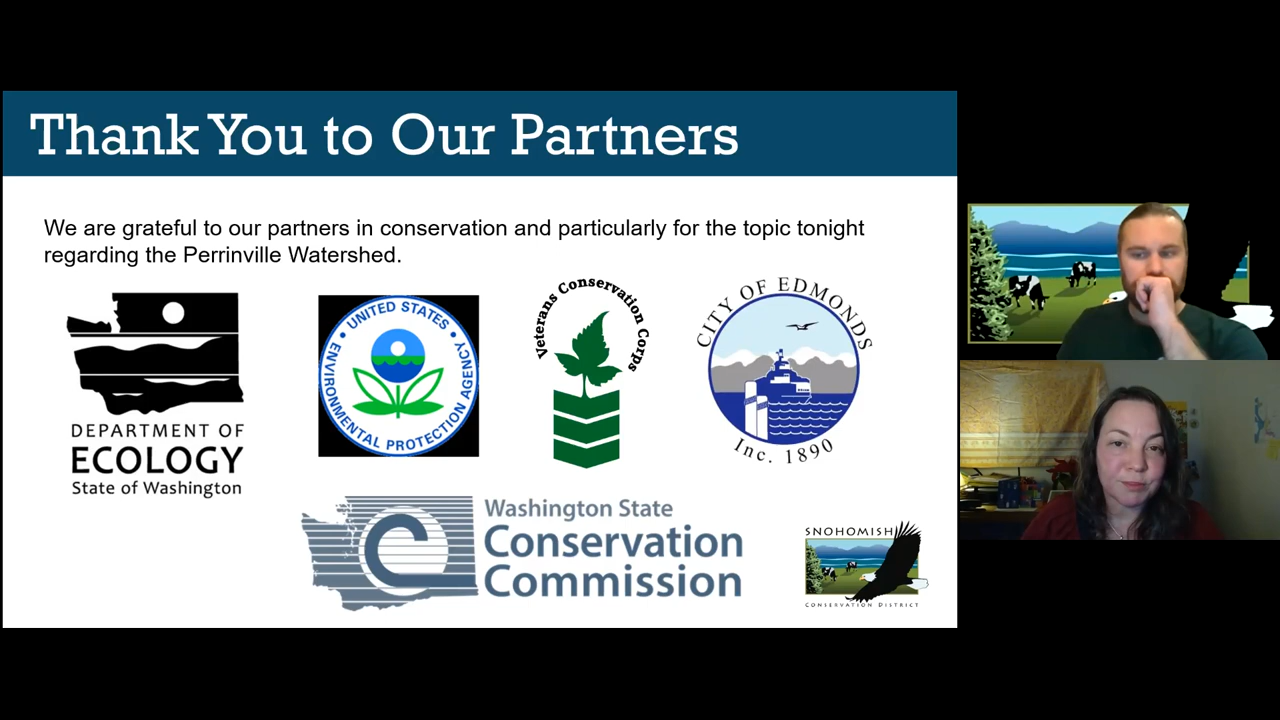 Thank You to Our Partners
We are grateful to our partners in conservation and particularly for the topic tonight
regarding the Perrinville Watershed.
DEPARTMENT OF
ECOLOGY
State of Washington
UNITED STATES
ENVIRONMENTAL PROTECTION AGENCY
Veterans Conservation Corps
CITY OF EDMONDS
Inc. 1890
Washington State
Conservation
Commission
SNOHOMISH
CONSERVATION DISTRICT